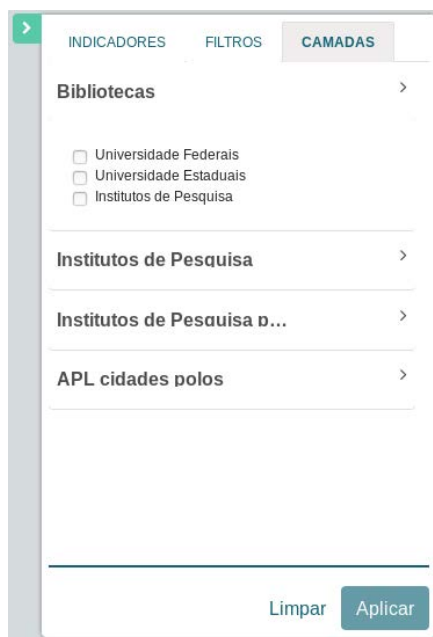 INDICADORES FILTROS CAMADAS
Bibliotecas
Universidade Federais
Universidade Estaduais
Institutos de Pesquisa
Institutos de Pesquisa
Institutos de Pesquisa p...
APL cidades polos
Limpar Aplicar